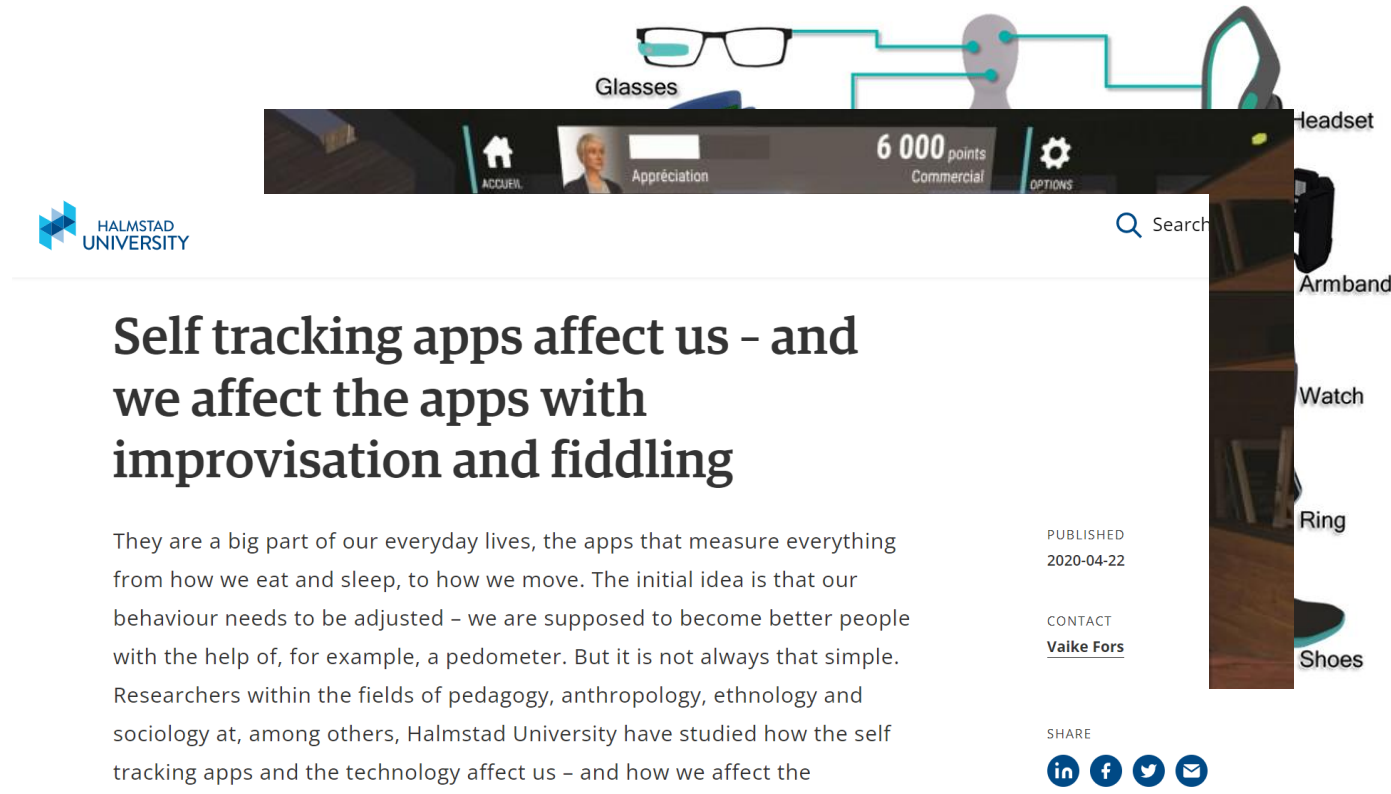 Glasses
Headset
ACCUEIL
Appréciation
6 000 points
Commercial
OPTIONS
HALMSTAD
UNIVERSITY
Search
Armband
Watch
Ring
Shoes
Self tracking apps affect us – and
we affect the apps with
improvisation and fiddling
They are a big part of our everyday lives, the apps that measure everything
from how we eat and sleep, to how we move. The initial idea is that our
behaviour needs to be adjusted – we are supposed to become better people
with the help of, for example, a pedometer. But it is not always that simple.
Researchers within the fields of pedagogy, anthropology, ethnology and
sociology at, among others, Halmstad University have studied how the self
tracking apps and the technology affect us – and how we affect the
PUBLISHED
2020-04-22
CONTACT
Vaike Fors
SHARE